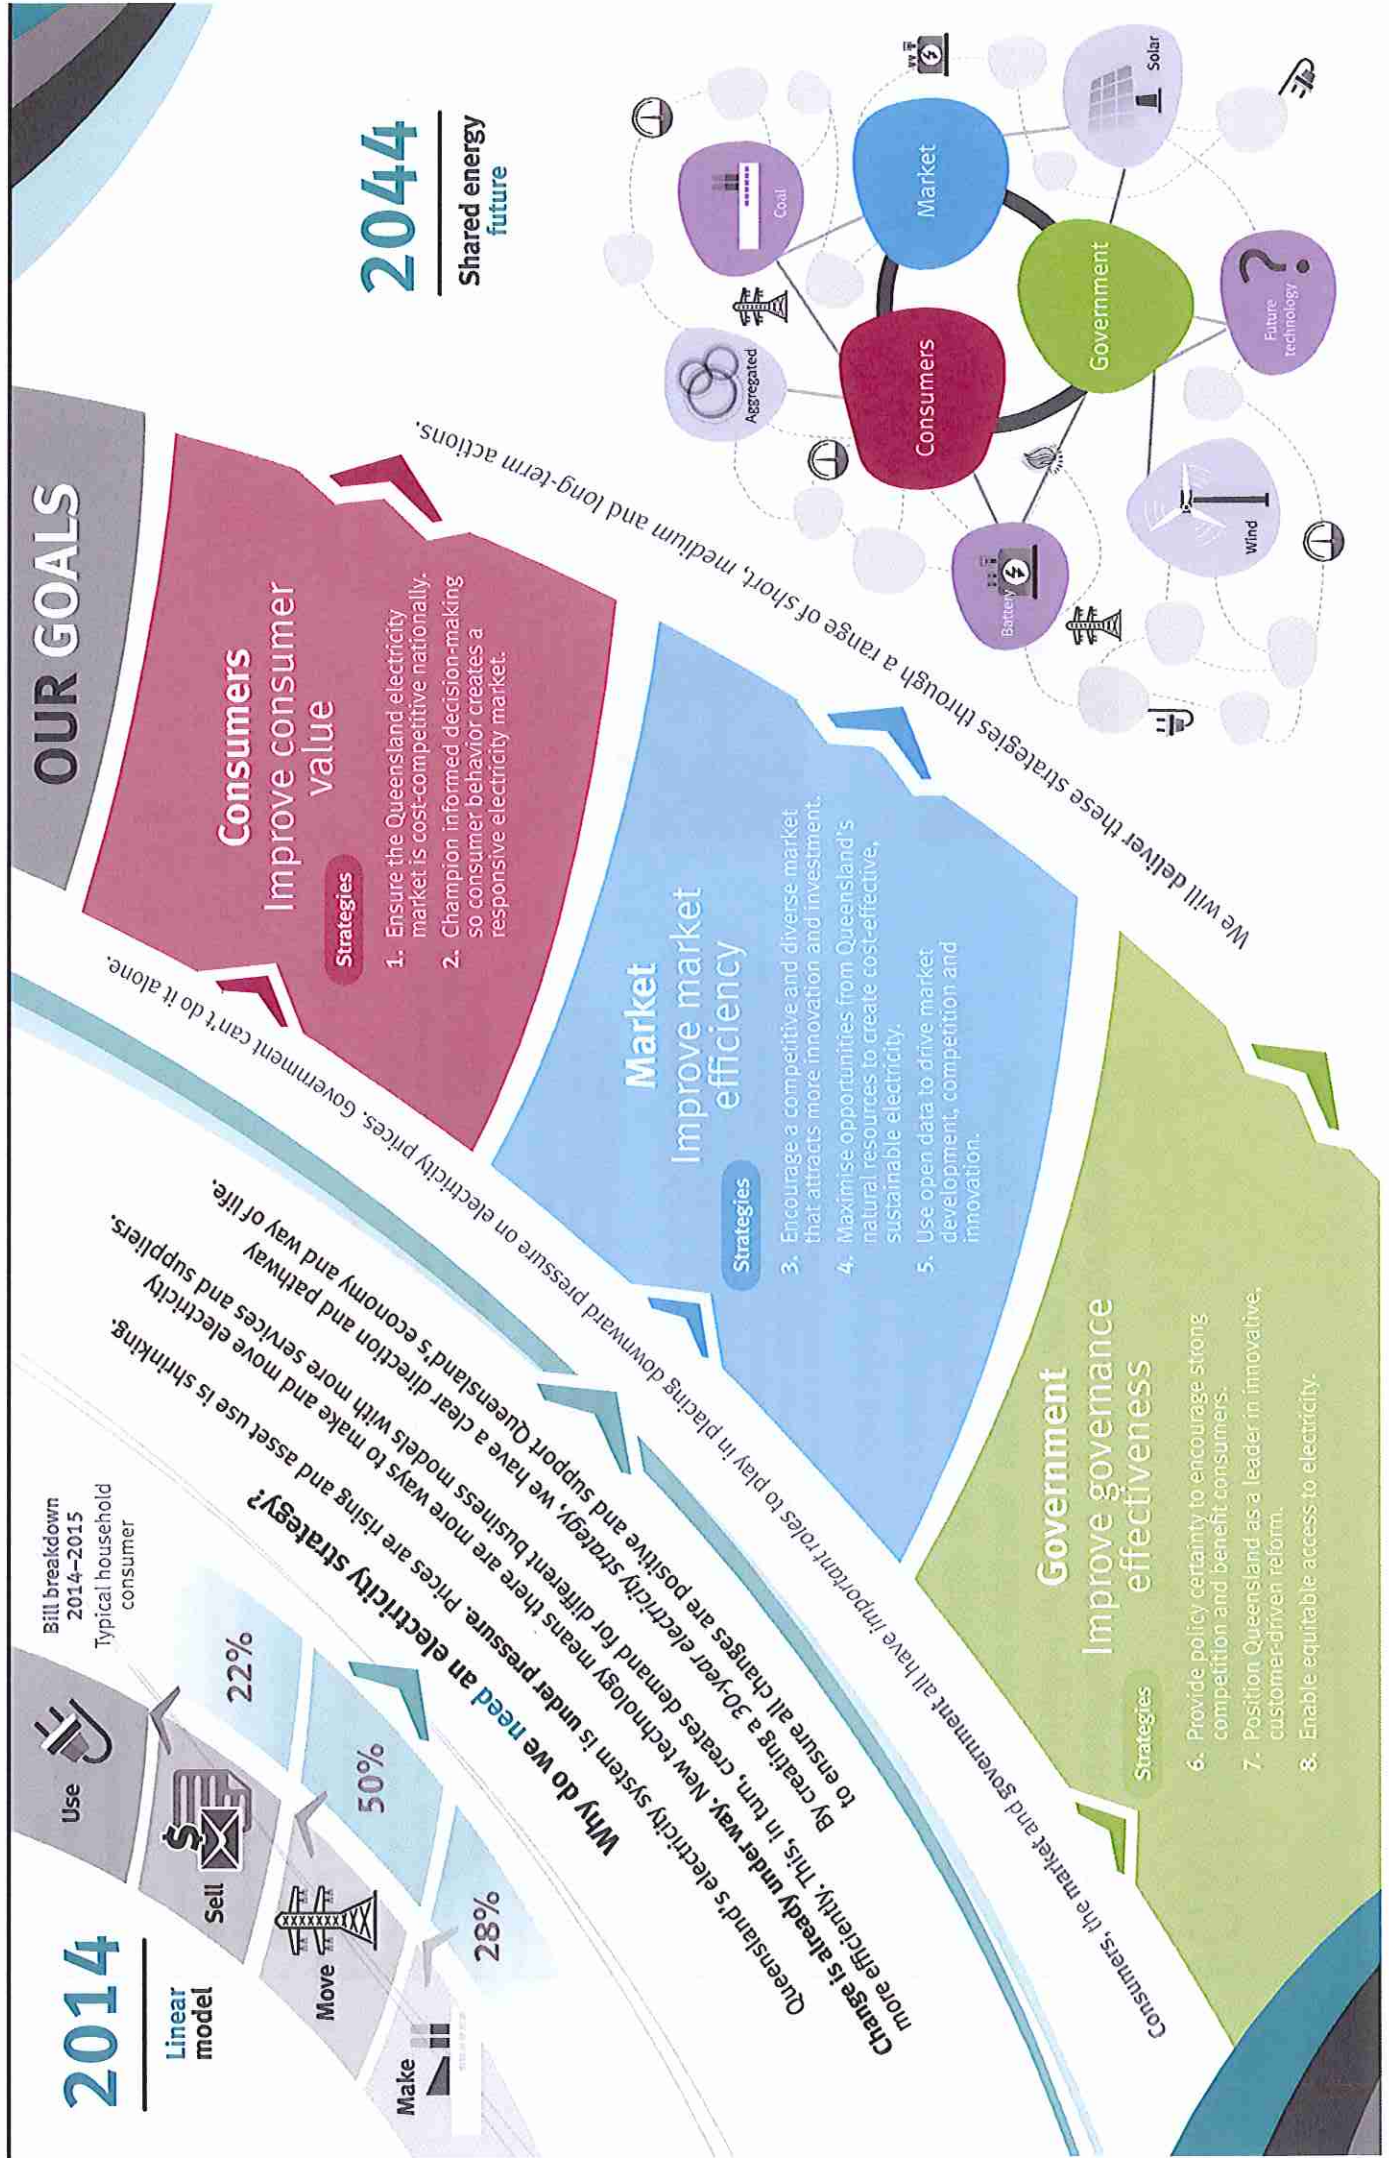 2014
Linear
model
Make
Move
Sell
Use
28%
50%
22%
Bill breakdown
2014–2015
Typical household
consumer
Why do we need an electricity strategy?
Queensland's electricity system is under pressure. Prices are rising and asset use is shrinking.
Change is already under way. New technology means there are more ways to make and move electricity
more efficiently. This, in turn, creates demand for different business models with more services and suppliers.
By creating a 30-year electricity strategy, we have a clear direction and pathway
to ensure all changes are positive and support Queensland's economy and way of life.
Consumers, the market and government all have important roles to play in placing downward pressure on electricity prices. Government can't do it alone.
OUR GOALS
Consumers
Improve consumer
value
Strategies
1. Ensure the Queensland electricity
market is cost-competitive nationally.
2. Champion informed decision-making
so consumer behavior creates a
responsive electricity market.
Market
Improve market
efficiency
Strategies
3. Encourage a competitive and diverse market
that attracts more innovation and investment.
4. Maximise opportunities from Queensland's
natural resources to create cost-effective,
sustainable electricity.
5. Use open data to drive market
development, competition and
innovation.
Government
Improve governance
effectiveness
Strategies
6. Provide policy certainty to encourage strong
competition and benefit consumers.
7. Position Queensland as a leader in innovative,
customer-driven reform.
8. Enable equitable access to electricity.
We will deliver these strategies through a range of short, medium and long-term actions.
2044
Shared energy
future
Aggregated
Coal
Consumers
Market
Government
Battery
Wind
Future
technology
Solar